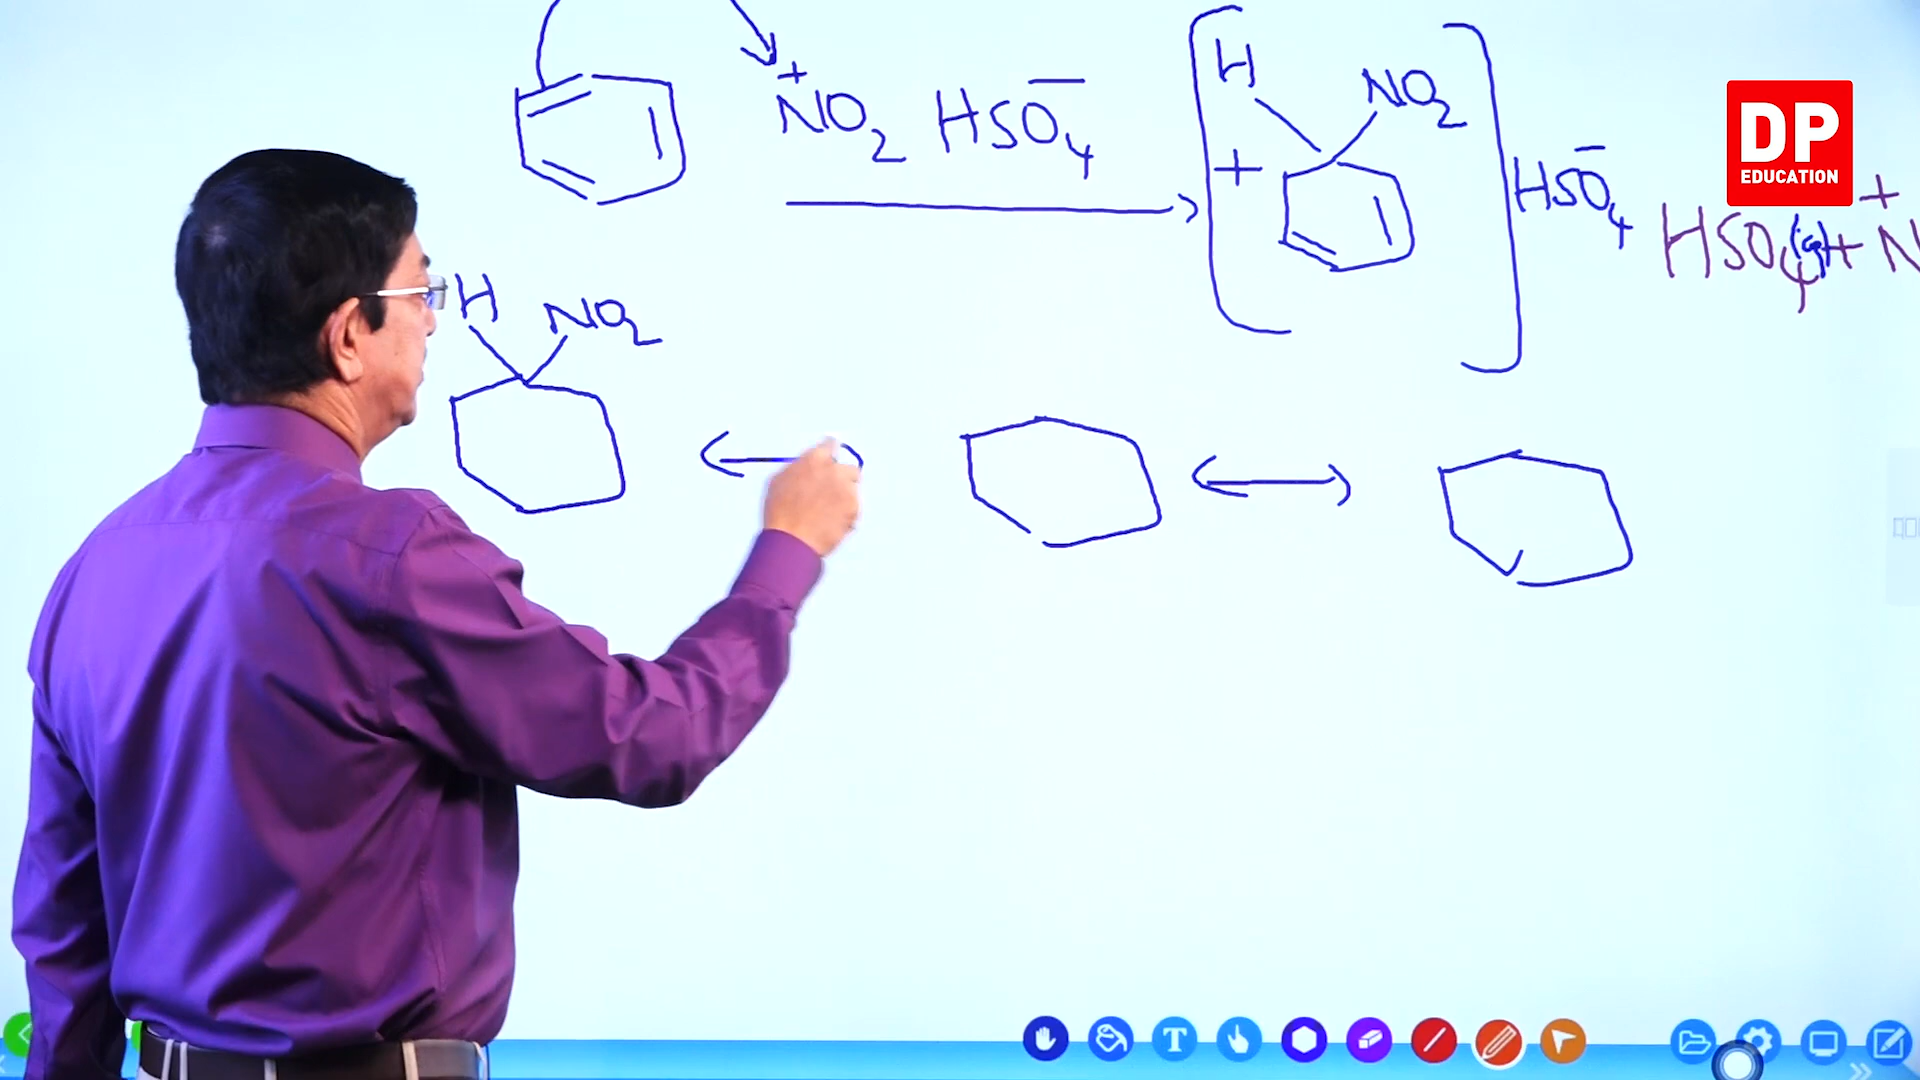 H NO₂
⁺NO₂ HSO₄⁻
+
HSO₄⁻
DP
EDUCATION
HSO₄(g) + N⁺
H NO₂
T